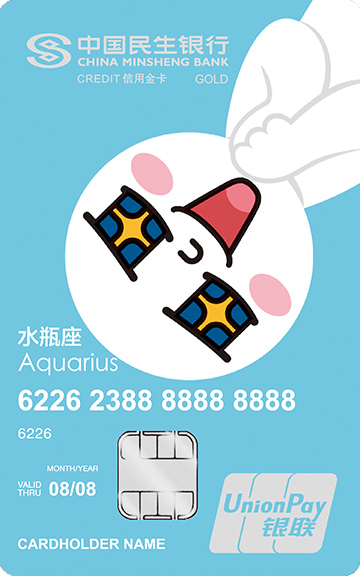 中国民生银行
CHINA MINSHENG BANK
CREDIT 信用金卡 GOLD
水瓶座
Aquarius
6226 2388 8888 8888
6226
MONTH/YEAR
VALID THRU 08/08
CARDHOLDER NAME
UnionPay
银联